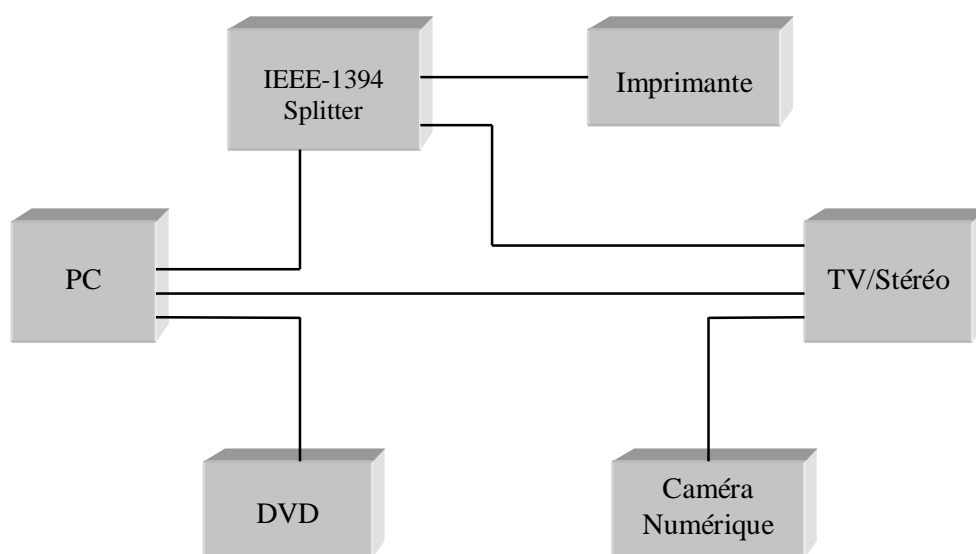 IEEE-1394
Splitter
Imprimante
PC
TV/Stéréo
DVD
Caméra
Numérique